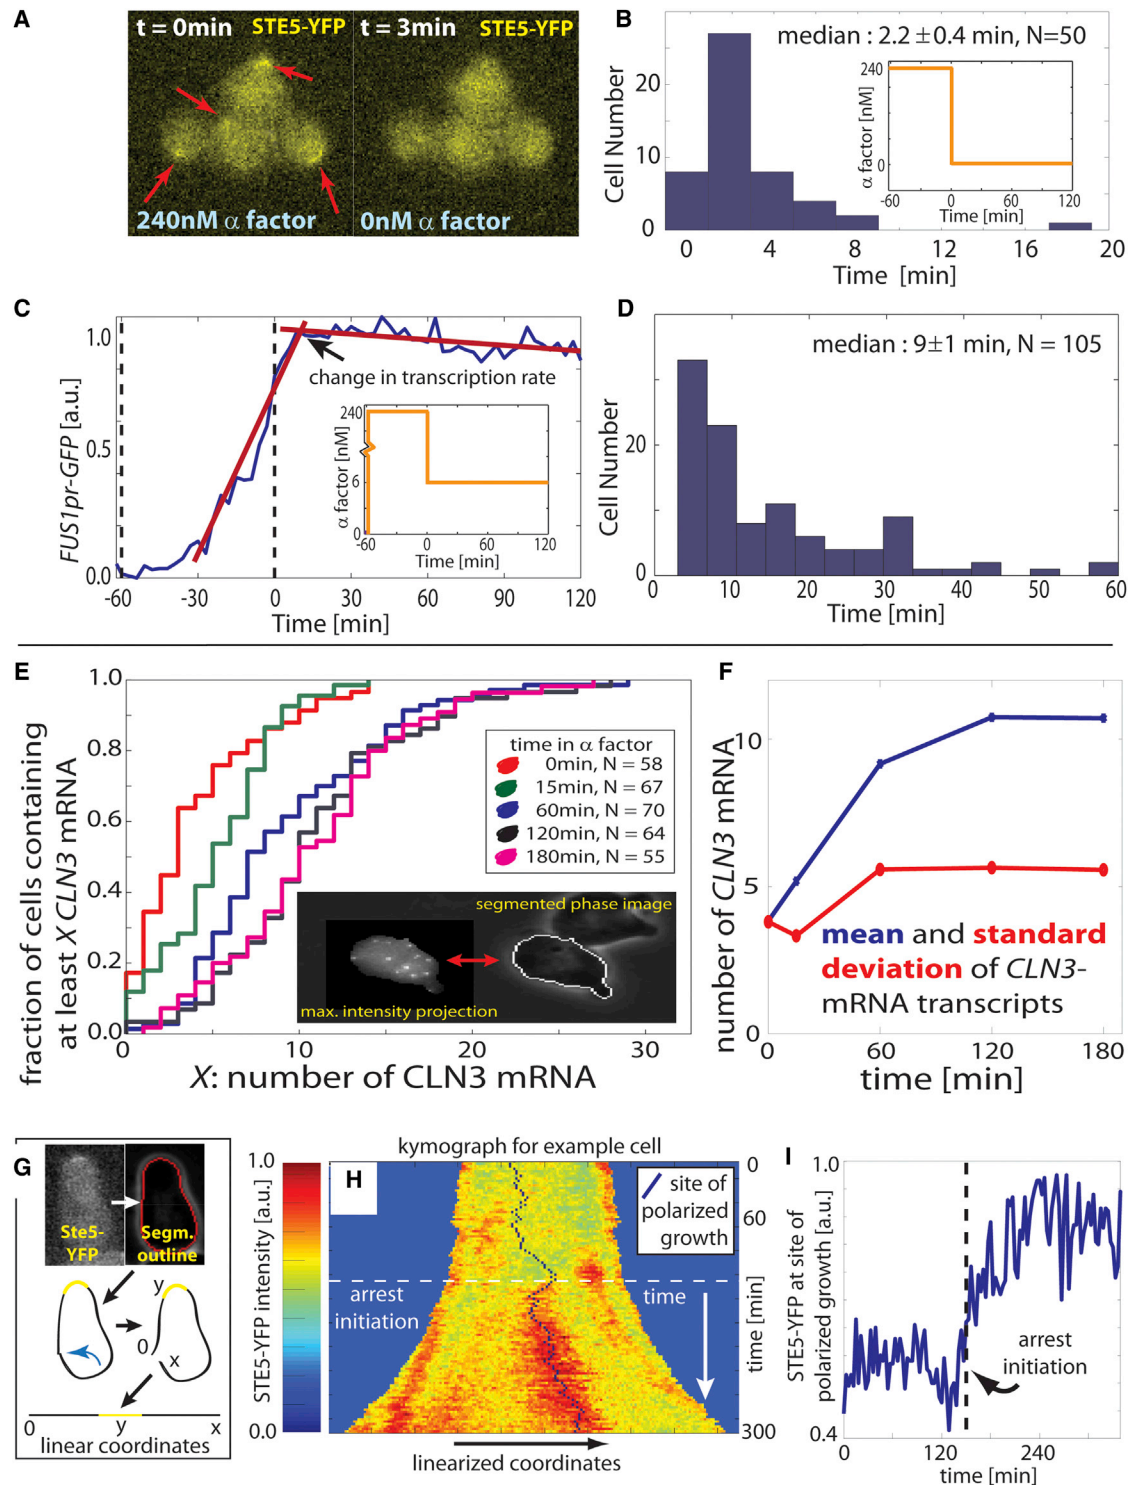 A
t = 0min STE5-YFP
t = 3min STE5-YFP
240nM α factor
0nM α factor
B
median : 2.2 ±0.4 min, N=50
Cell Number
20
10
0
0 4 8 12 16 20
Time [min]
α factor [nM]
240
0
-60 0 60 120
Time [min]
C
FUS1pr-GFP [a.u.]
1.0
0.5
0.0
-60 -30 0 30 60 90 120
Time [min]
change in transcription rate
α factor [nM]
240
6
0
-60 0 60 120
Time [min]
D
median : 9±1 min, N = 105
Cell Number
20
0
0 10 20 30 40 50 60
Time [min]
E
fraction of cells containing
at least X CLN3 mRNA
1.0
0.8
0.6
0.4
0.2
0.0
0 10 20 30
X: number of CLN3 mRNA
time in α factor
0min, N = 58
15min, N = 67
60min, N = 70
120min, N = 64
180min, N = 55
segmented phase image
max. intensity projection
F
number of CLN3 mRNA
10
5
0
0 60 120 180
time [min]
mean and standard
deviation of CLN3-
mRNA transcripts
G
Ste5-
YFP
Segm.
outline
y
0
x
0 y x
linear coordinates
STE5-YFP intensity [a.u.]
1.0
0.0
H
kymograph for example cell
site of
polarized
growth
arrest
initiation
time
0
60
time [min]
300
linearized coordinates
I
STE5-YFP at site of
polarized growth [a.u.]
1.0
0.4
0 120 240
time [min]
arrest
initiation